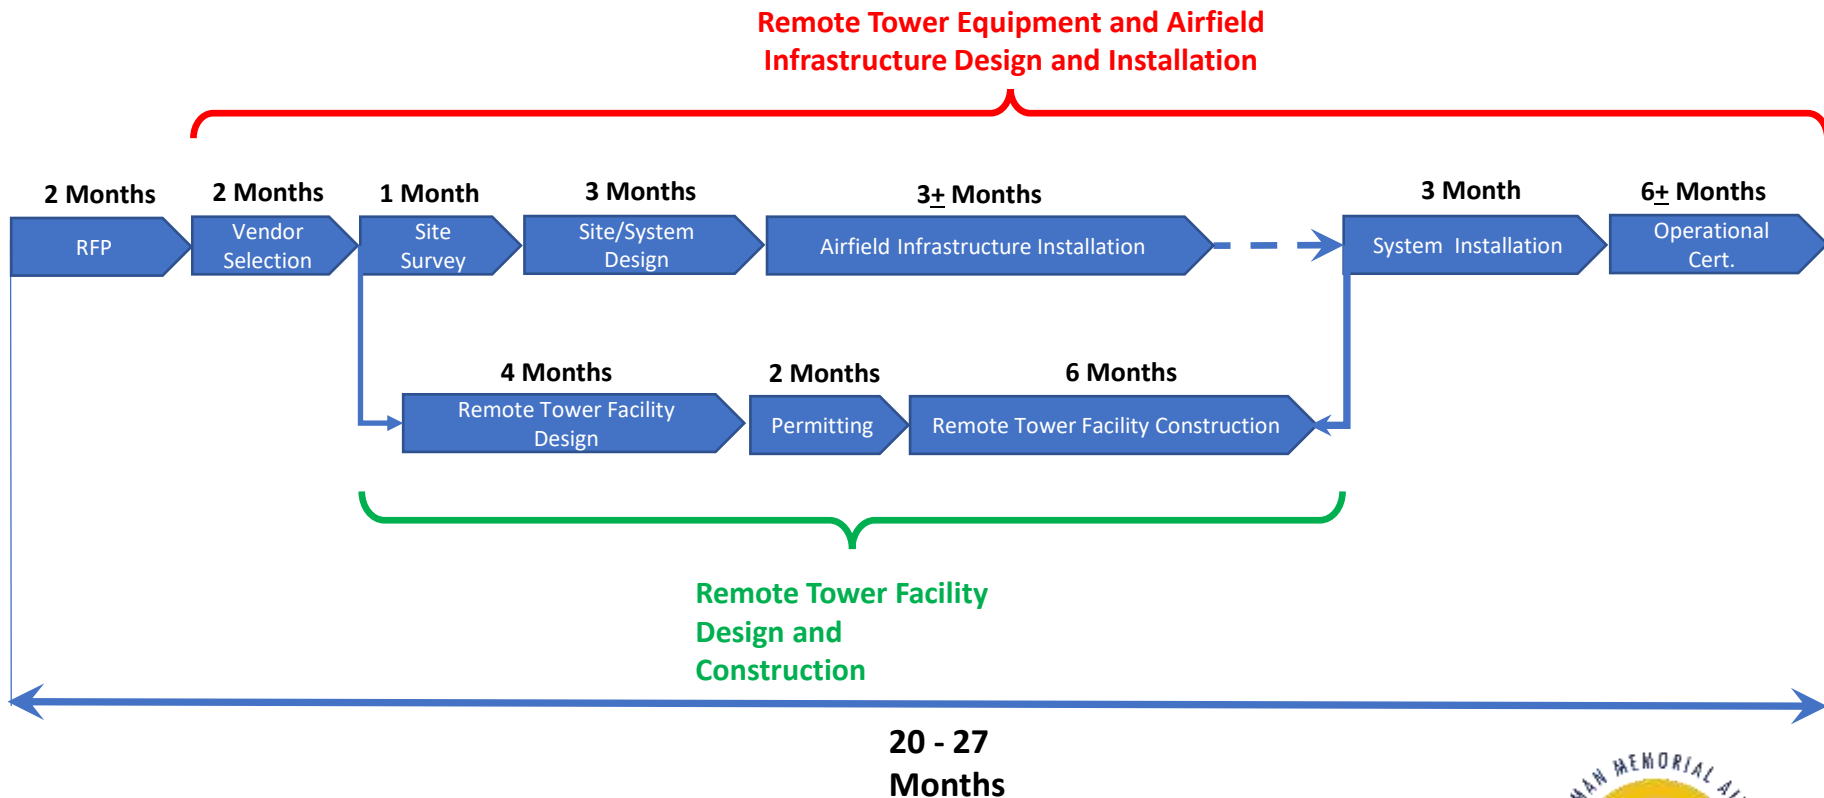 Remote Tower Equipment and Airfield
Infrastructure Design and Installation
2 Months
2 Months
1 Month
3 Months
3+ Months
3 Month
6+ Months
RFP
Vendor
Selection
Site
Survey
Site/System
Design
Airfield Infrastructure Installation
System Installation
Operational
Cert.
4 Months
2 Months
6 Months
Remote Tower Facility
Design
Permitting
Remote Tower Facility Construction
Remote Tower Facility
Design and
Construction
20 - 27
Months
MEMORIAL